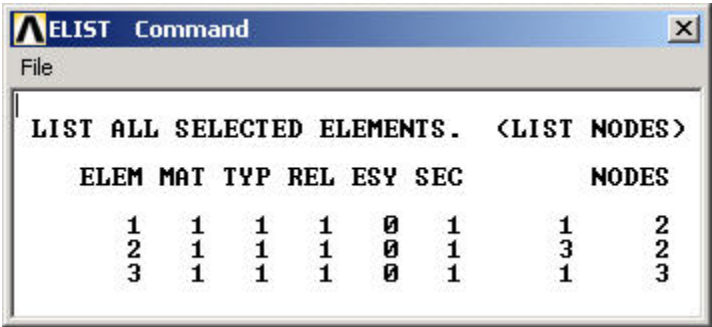 ELIST Command
File
LIST ALL SELECTED ELEMENTS. (LIST NODES)
ELEM MAT TYP REL ESY SEC NODES
1 1 1 1 0 1 1 2
2 1 1 1 0 1 3 2
3 1 1 1 0 1 1 3